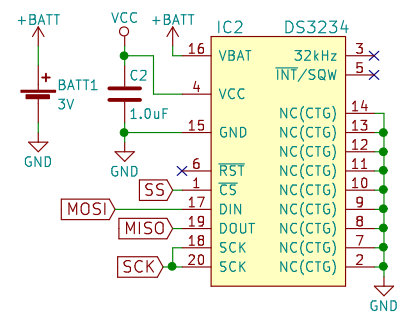 +BATT
VCC
+BATT
IC2
DS3234
16
VBAT
32kHz
3
INT/SQW
5
BATT1
3V
C2
1.0uF
4
VCC
NC(CTG)
14
15
GND
NC(CTG)
13
NC(CTG)
12
GND
GND
6
RST
NC(CTG)
11
SS
1
CS
NC(CTG)
10
MOSI
17
DIN
NC(CTG)
9
MISO
19
DOUT
NC(CTG)
8
18
SCK
NC(CTG)
7
SCK
20
SCK
NC(CTG)
2
GND